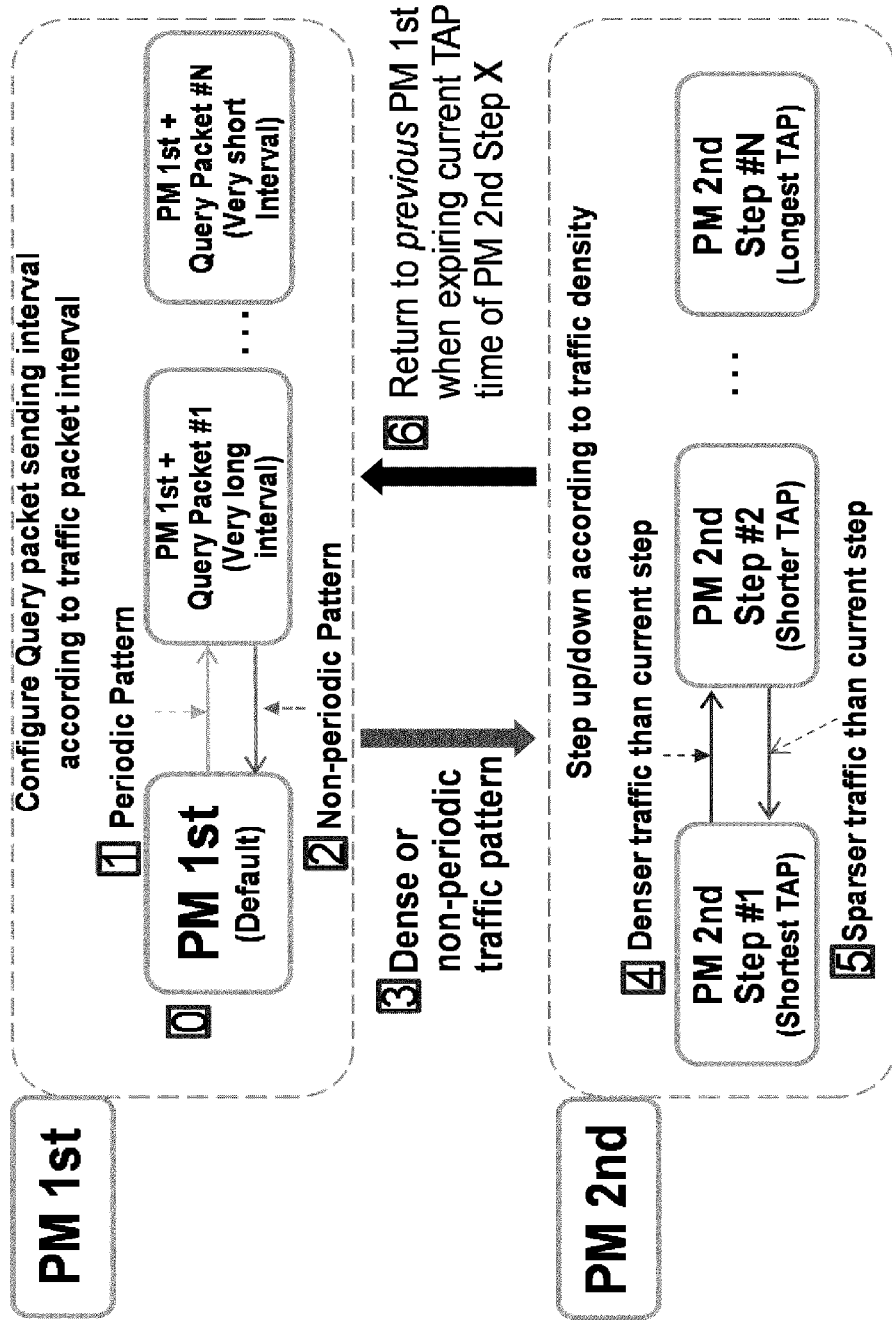 PM 1st
Configure Query packet sending interval
according to traffic packet interval
0
PM 1st
(Default)
1 Periodic Pattern
2 Non-periodic Pattern
PM 1st +
Query Packet #1
(Very long
interval)
...
PM 1st +
Query Packet #N
(Very short
Interval)
3 Dense or
non-periodic
traffic pattern
6 Return to previous PM 1st
when expiring current TAP
time of PM 2nd Step X
PM 2nd
Step up/down according to traffic density
4 Denser traffic than current step
PM 2nd
Step #1
(Shortest TAP)
5 Sparser traffic than current step
PM 2nd
Step #2
(Shorter TAP)
...
PM 2nd
Step #N
(Longest TAP)